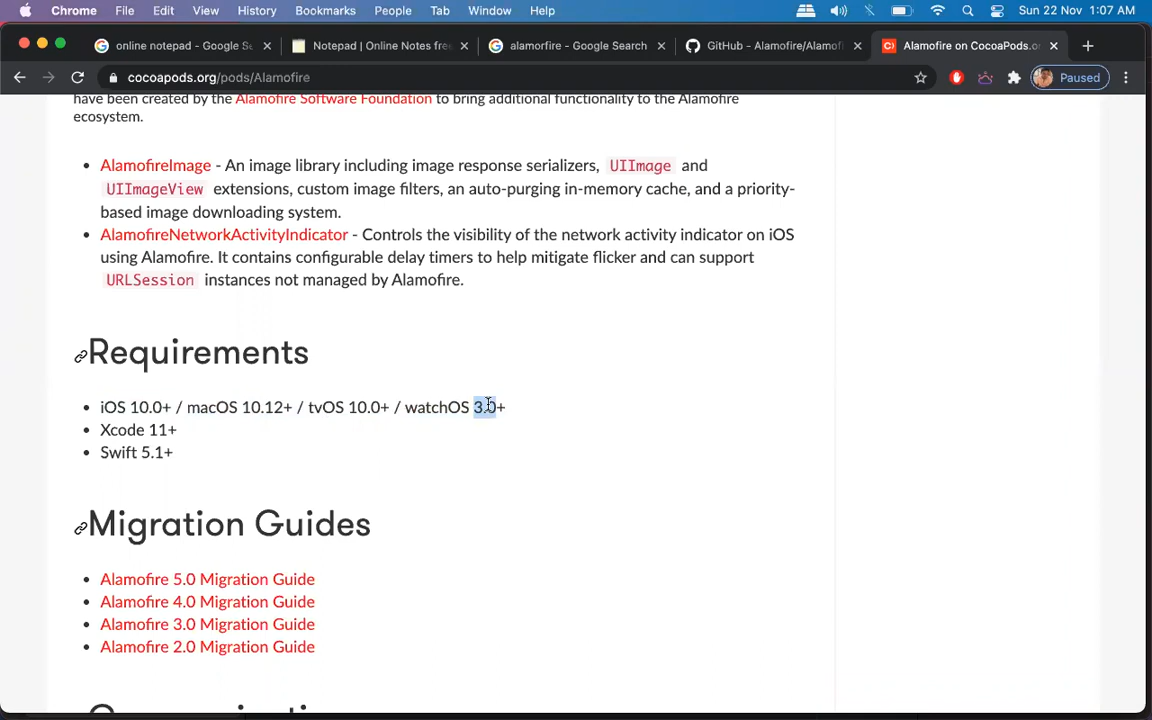 Chrome File Edit View History Bookmarks People Tab Window Help Sun 22 Nov 1:07 AM
online notepad - Google Se Notepad | Online Notes free alamorfire - Google Search GitHub - Alamofire/Alamofi Alamofire on CocoaPods.or
cocoapods.org/pods/Alamofire Paused
have been created by the Alamofire Software Foundation to bring additional functionality to the Alamofire
ecosystem.
AlamofireImage - An image library including image response serializers, UIImage and
UIImageView extensions, custom image filters, an auto-purging in-memory cache, and a priority-
based image downloading system.
AlamofireNetworkActivityIndicator - Controls the visibility of the network activity indicator on iOS
using Alamofire. It contains configurable delay timers to help mitigate flicker and can support
URLSession instances not managed by Alamofire.
Requirements
iOS 10.0+ / macOS 10.12+ / tvOS 10.0+ / watchOS 3.0+
Xcode 11+
Swift 5.1+
Migration Guides
Alamofire 5.0 Migration Guide
Alamofire 4.0 Migration Guide
Alamofire 3.0 Migration Guide
Alamofire 2.0 Migration Guide